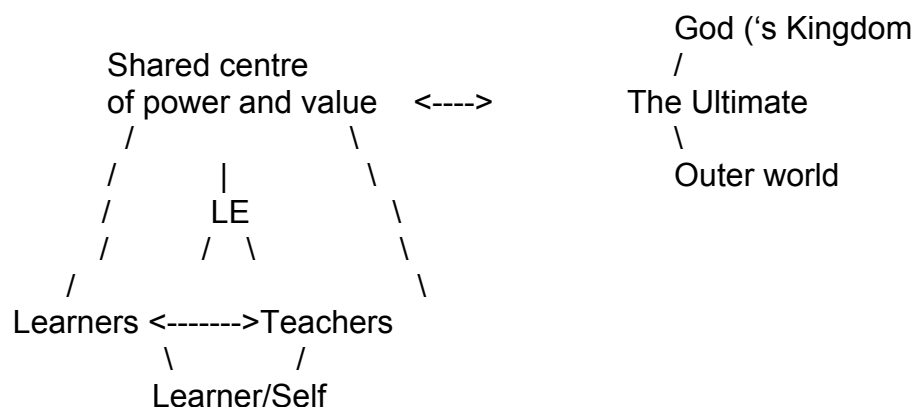 God (‘s Kingdom
Shared centre
/
of power and value <----> The Ultimate
/ \ \
/ | \ Outer world
/ LE \
/ / \ \
/ \
Learners <------->Teachers
\ /
Learner/Self